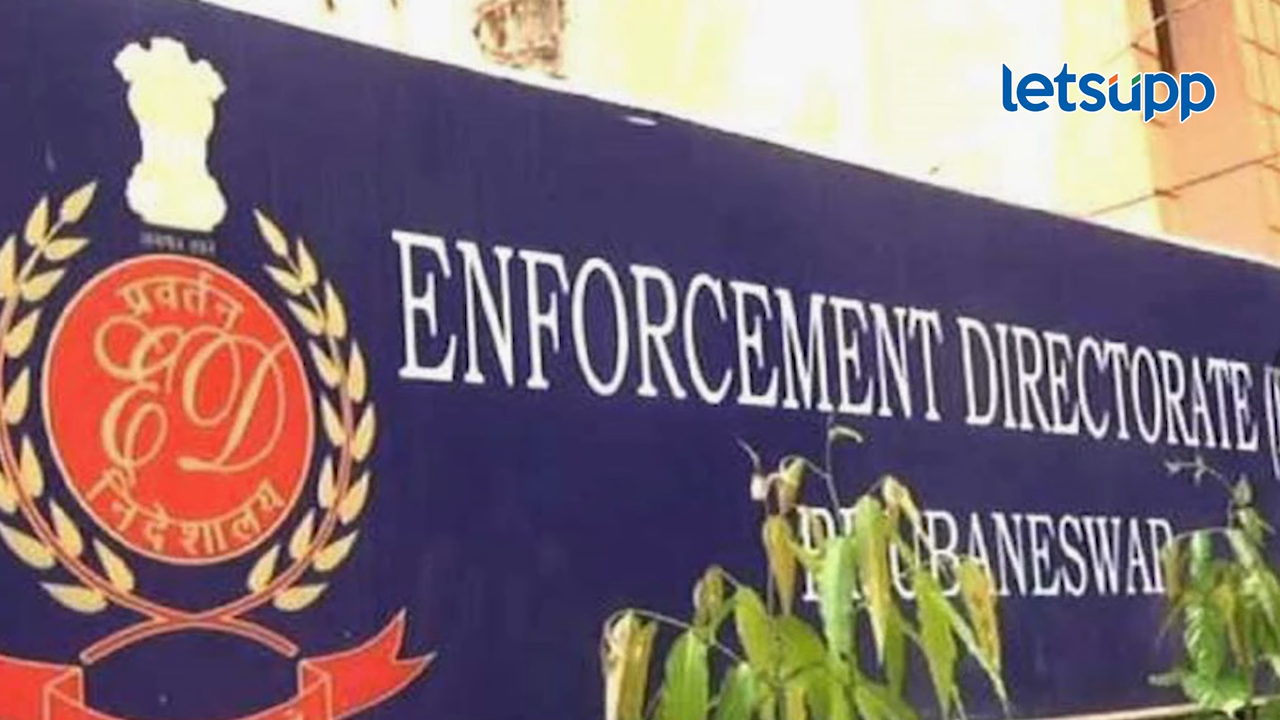 letsupp
प्रवर्तन
ED
निदेशालय
ENFORCEMENT DIRECTORATE (
BHUBANESWAR